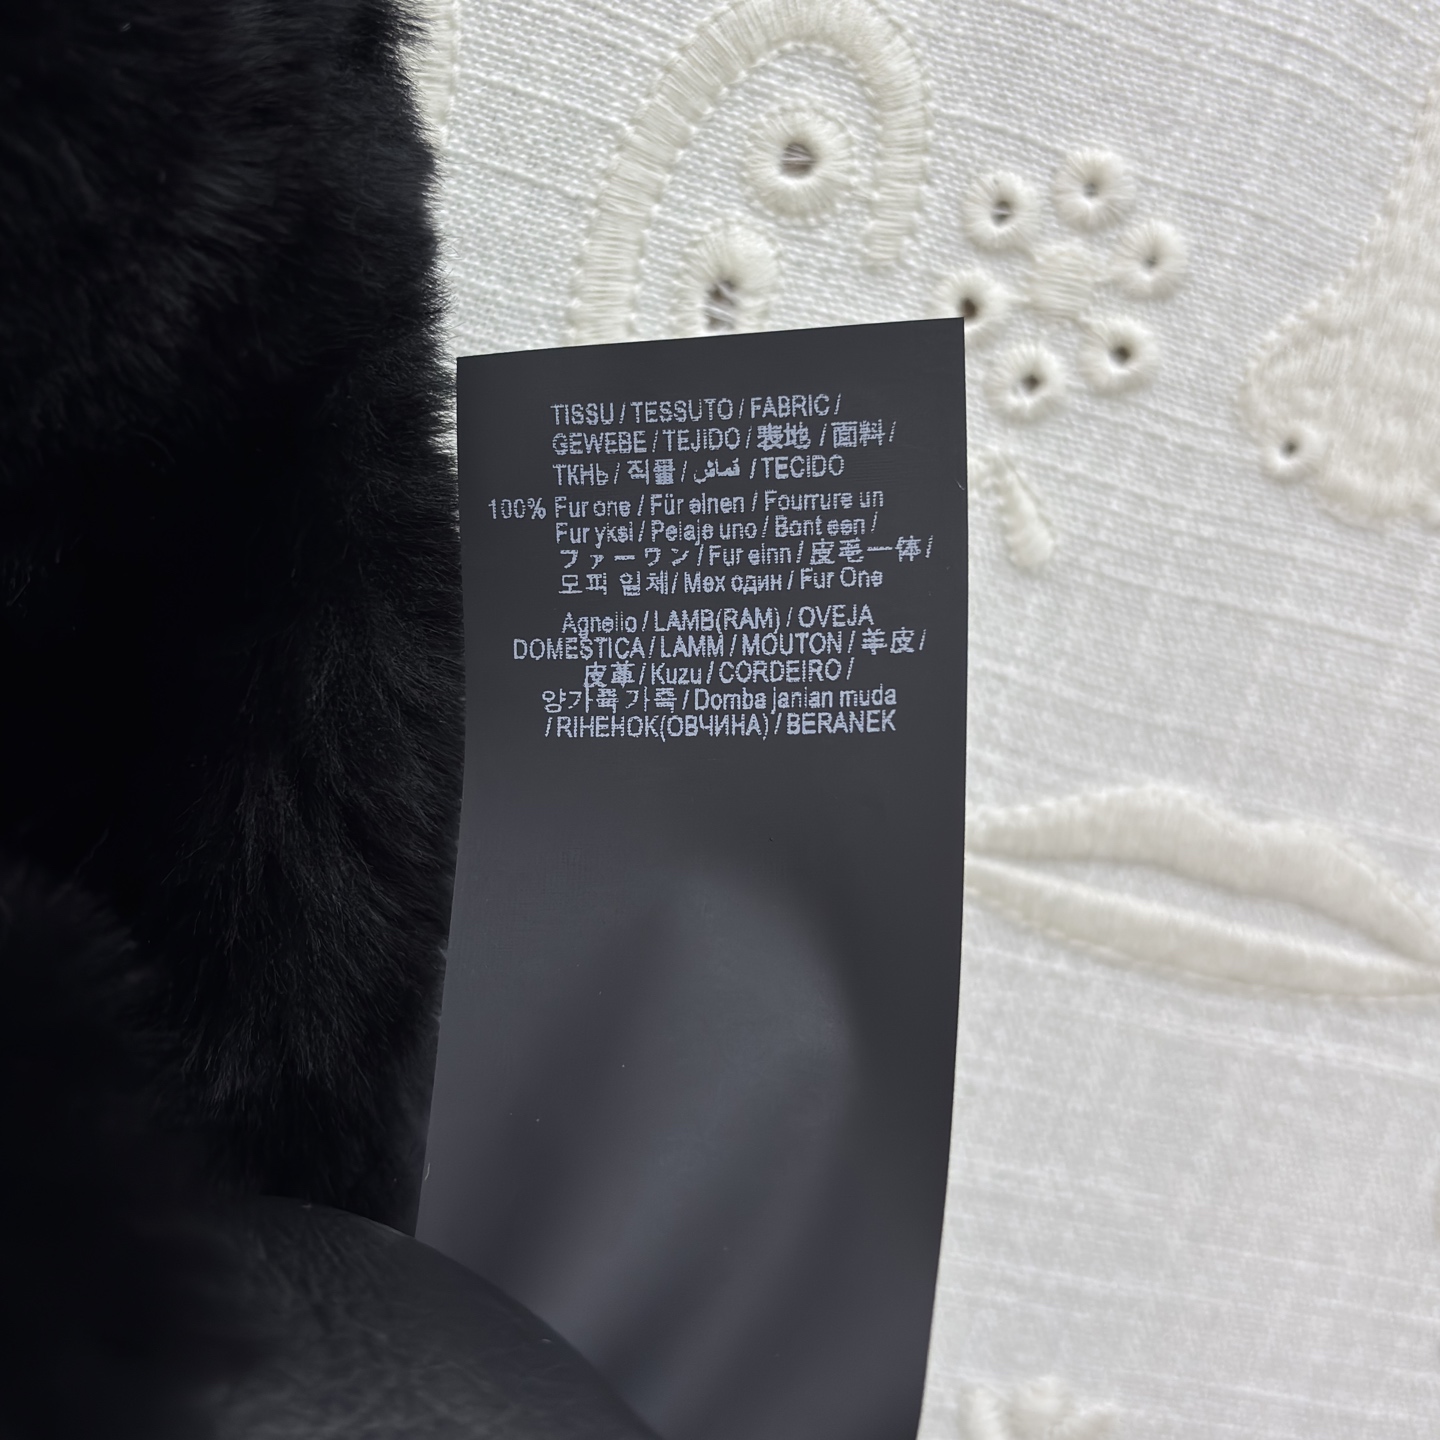 TISSU / TESSUTO / FABRIC /
GEWEBE / TEJIDO / 表地 / 面料 /
TKHЬ / 직물 / قماش / TECIDO
100% Fur one / Für einen / Fourrure un
Fur yksi / Pelaje uno / Bont een /
ファーワン / Fur einn / 皮毛一体 /
모피 일체 / Мех один / Fur One
Agnello / LAMB(RAM) / OVEJA
DOMESTICA / LAMM / MOUTON / 羊皮 /
皮革 / Kuzu / CORDEIRO /
양가죽 가죽 / Domba janian muda
/ RIHEHOK(ОВЧИНА) / BERANEK